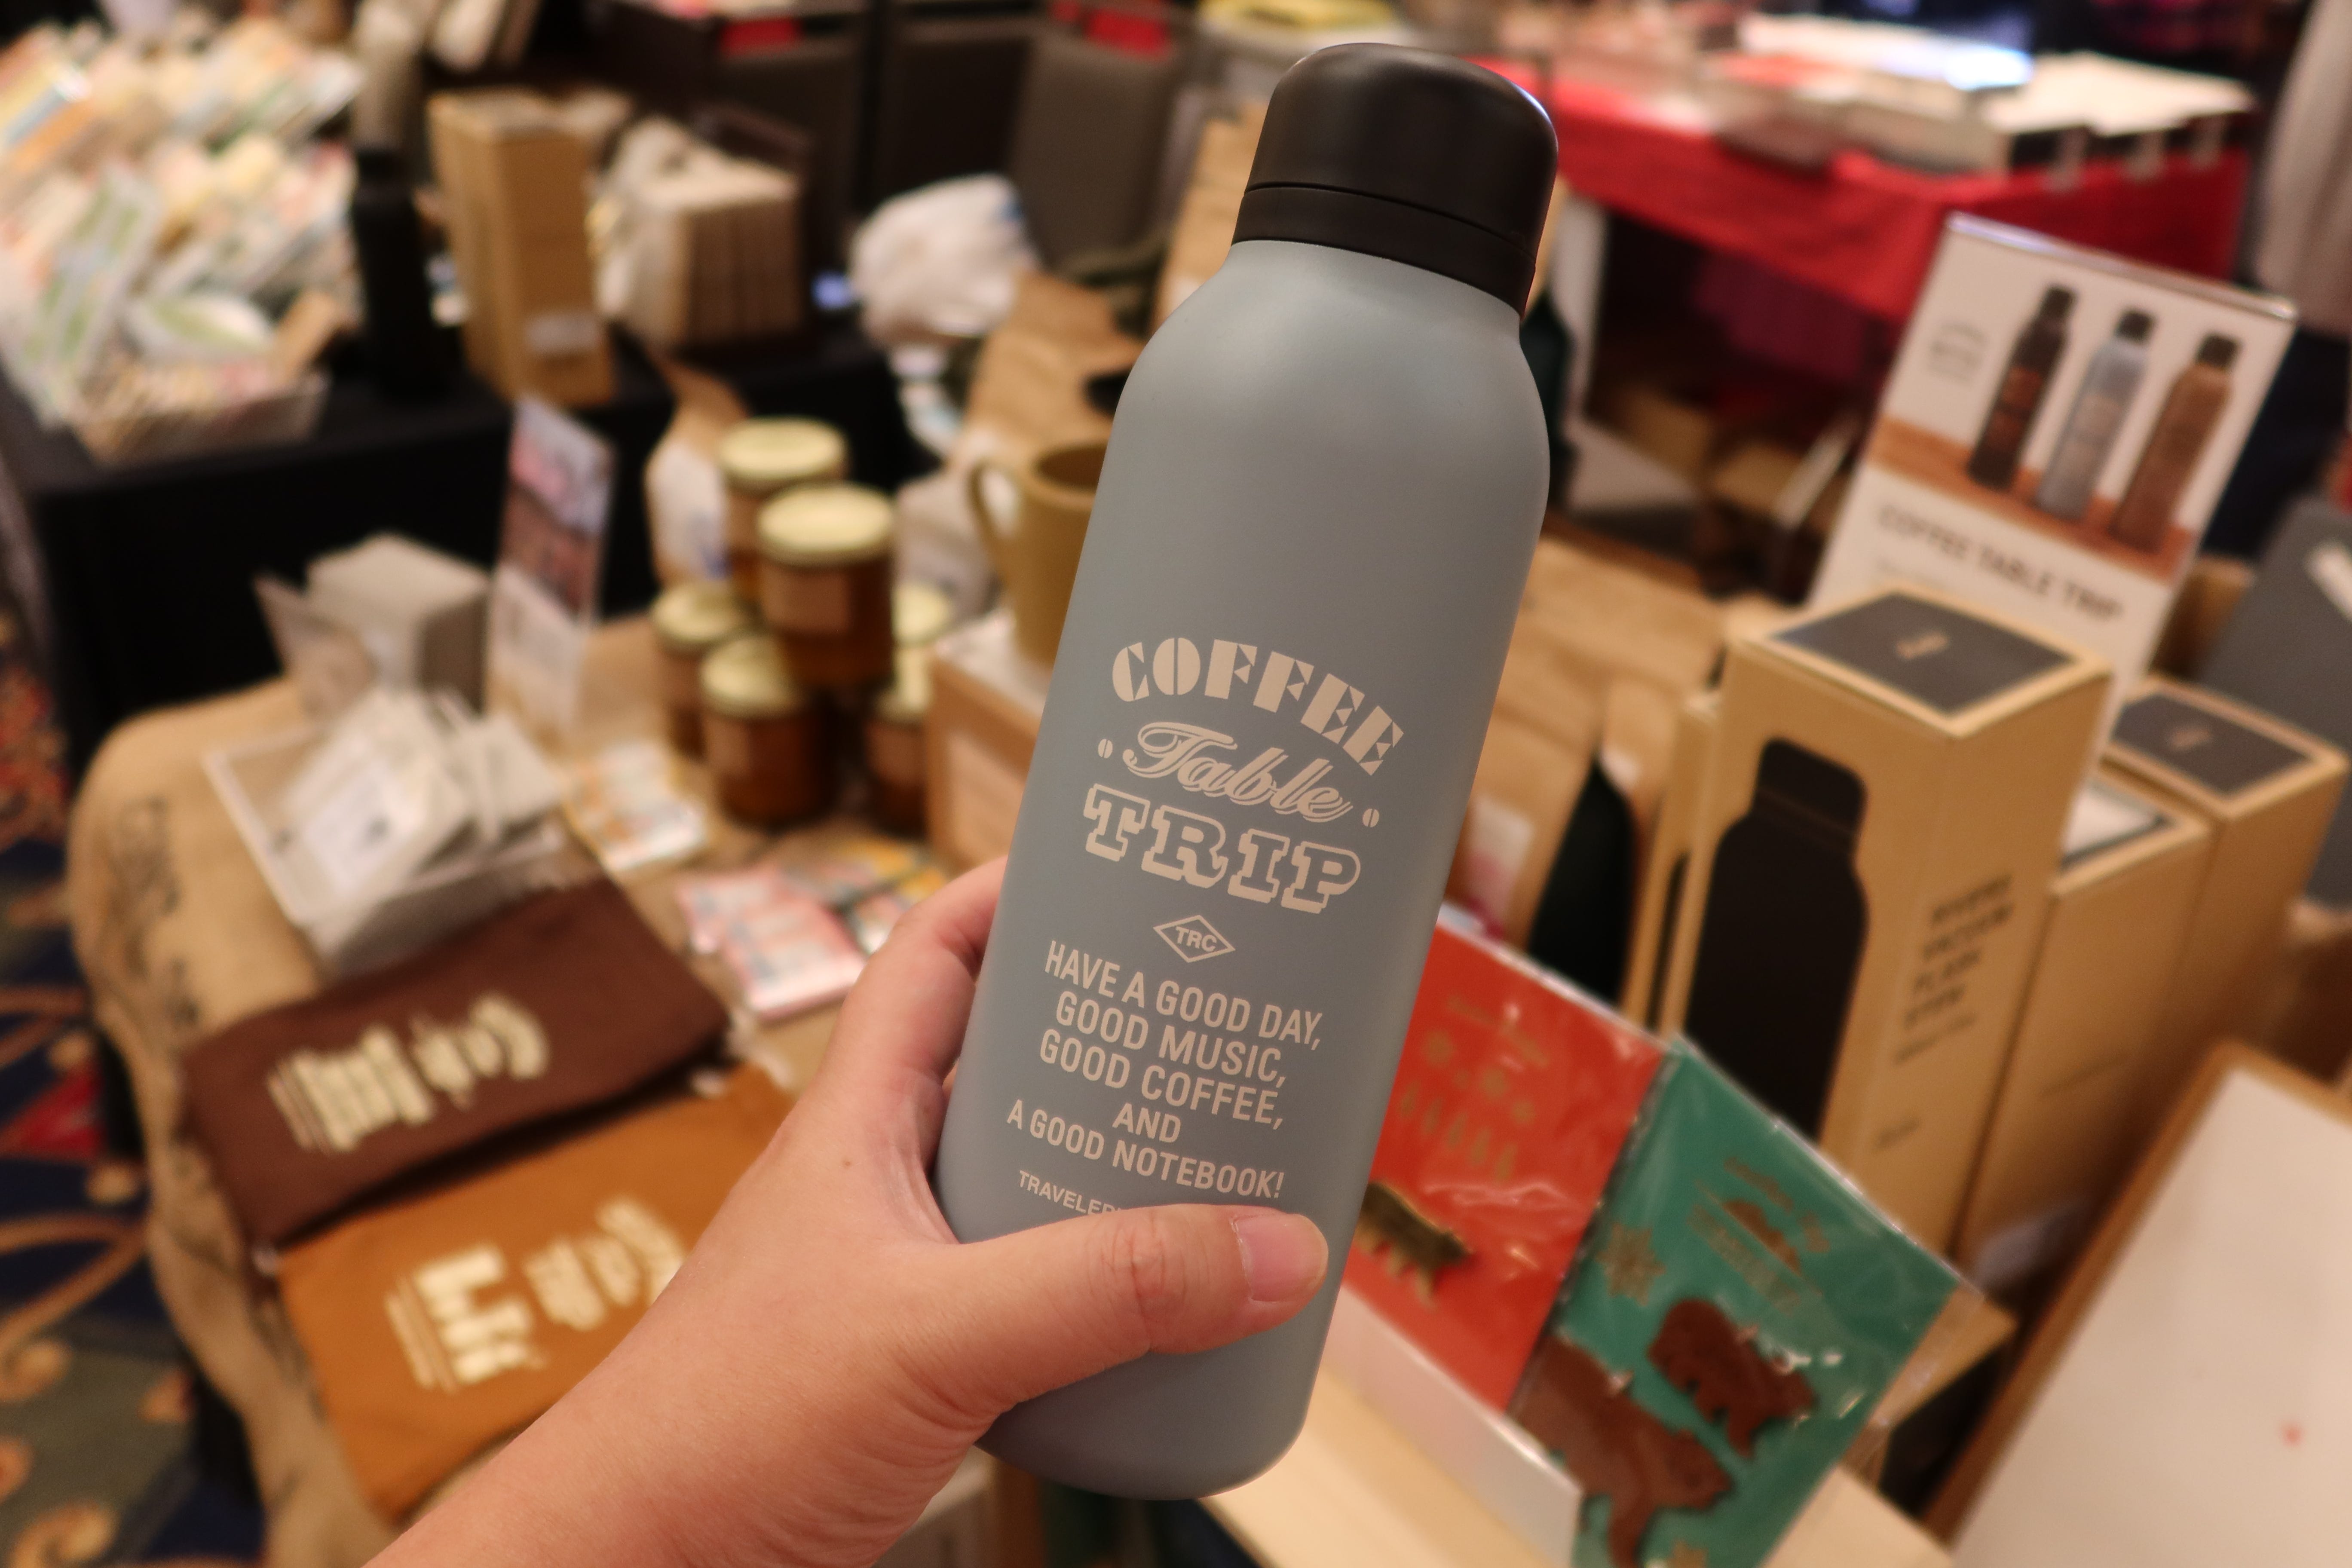 COFFEE
Table
TRIP
TRC
HAVE A GOOD DAY,
GOOD MUSIC,
GOOD COFFEE,
AND
A GOOD NOTEBOOK!
COFFEE TABLE TRIP